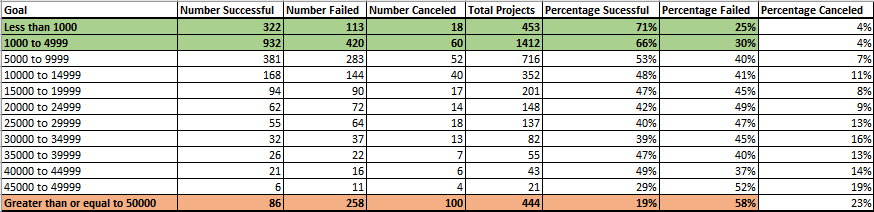 Goal Number Successful Number Failed Number Canceled Total Projects Percentage Sucessful Percentage Failed Percentage Canceled
Less than 1000 322 113 18 453 71% 25% 4%
1000 to 4999 932 420 60 1412 66% 30% 4%
5000 to 9999 381 283 52 716 53% 40% 7%
10000 to 14999 168 144 40 352 48% 41% 11%
15000 to 19999 94 90 17 201 47% 45% 8%
20000 to 24999 62 72 14 148 42% 49% 9%
25000 to 29999 55 64 18 137 40% 47% 13%
30000 to 34999 32 37 13 82 39% 45% 16%
35000 to 39999 26 22 7 55 47% 40% 13%
40000 to 44999 21 16 6 43 49% 37% 14%
45000 to 49999 6 11 4 21 29% 52% 19%
Greater than or equal to 50000 86 258 100 444 19% 58% 23%